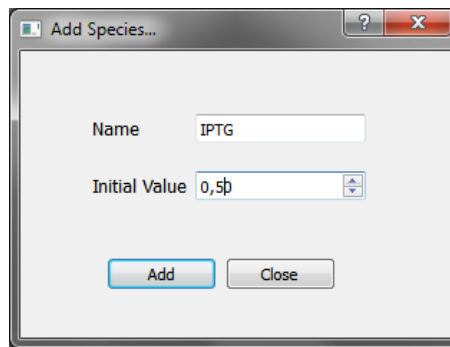 Add Species...
Name IPTG
Initial Value 0,50
Add Close